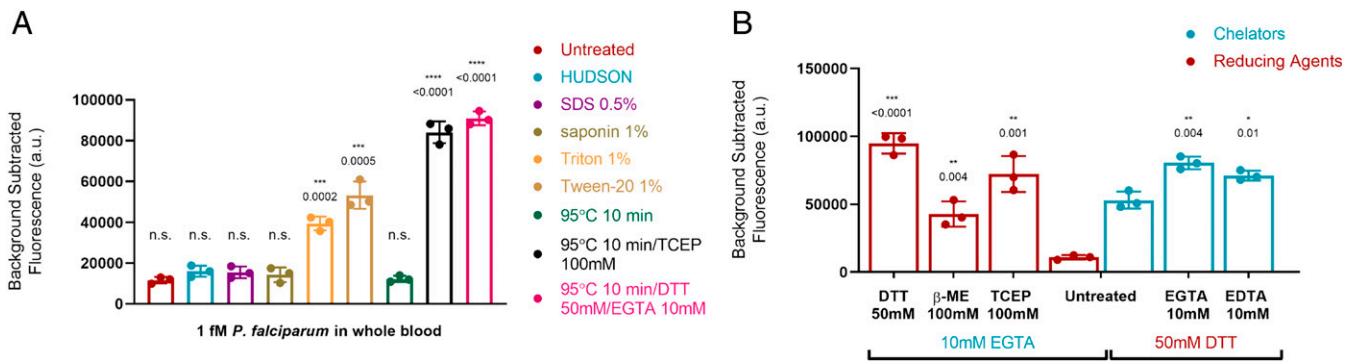 A
Background Subtracted
Fluorescence (a.u.)
100000
80000
60000
40000
20000
0
n.s.
n.s.
n.s.
n.s.
***
0.0002
***
0.0005
n.s.
****
<0.0001
****
<0.0001
1 fM P. falciparum in whole blood
Untreated
HUDSON
SDS 0.5%
saponin 1%
Triton 1%
Tween-20 1%
95°C 10 min
95°C 10 min/TCEP
100mM
95°C 10 min/DTT
50mM/EGTA 10mM
B
Chelators
Reducing Agents
Background Subtracted
Fluorescence (a.u.)
150000
100000
50000
0
***
<0.0001
**
0.004
**
0.001
**
0.004
*
0.01
DTT
50mM
β-ME
100mM
TCEP
100mM
Untreated
EGTA
10mM
EDTA
10mM
10mM EGTA
50mM DTT